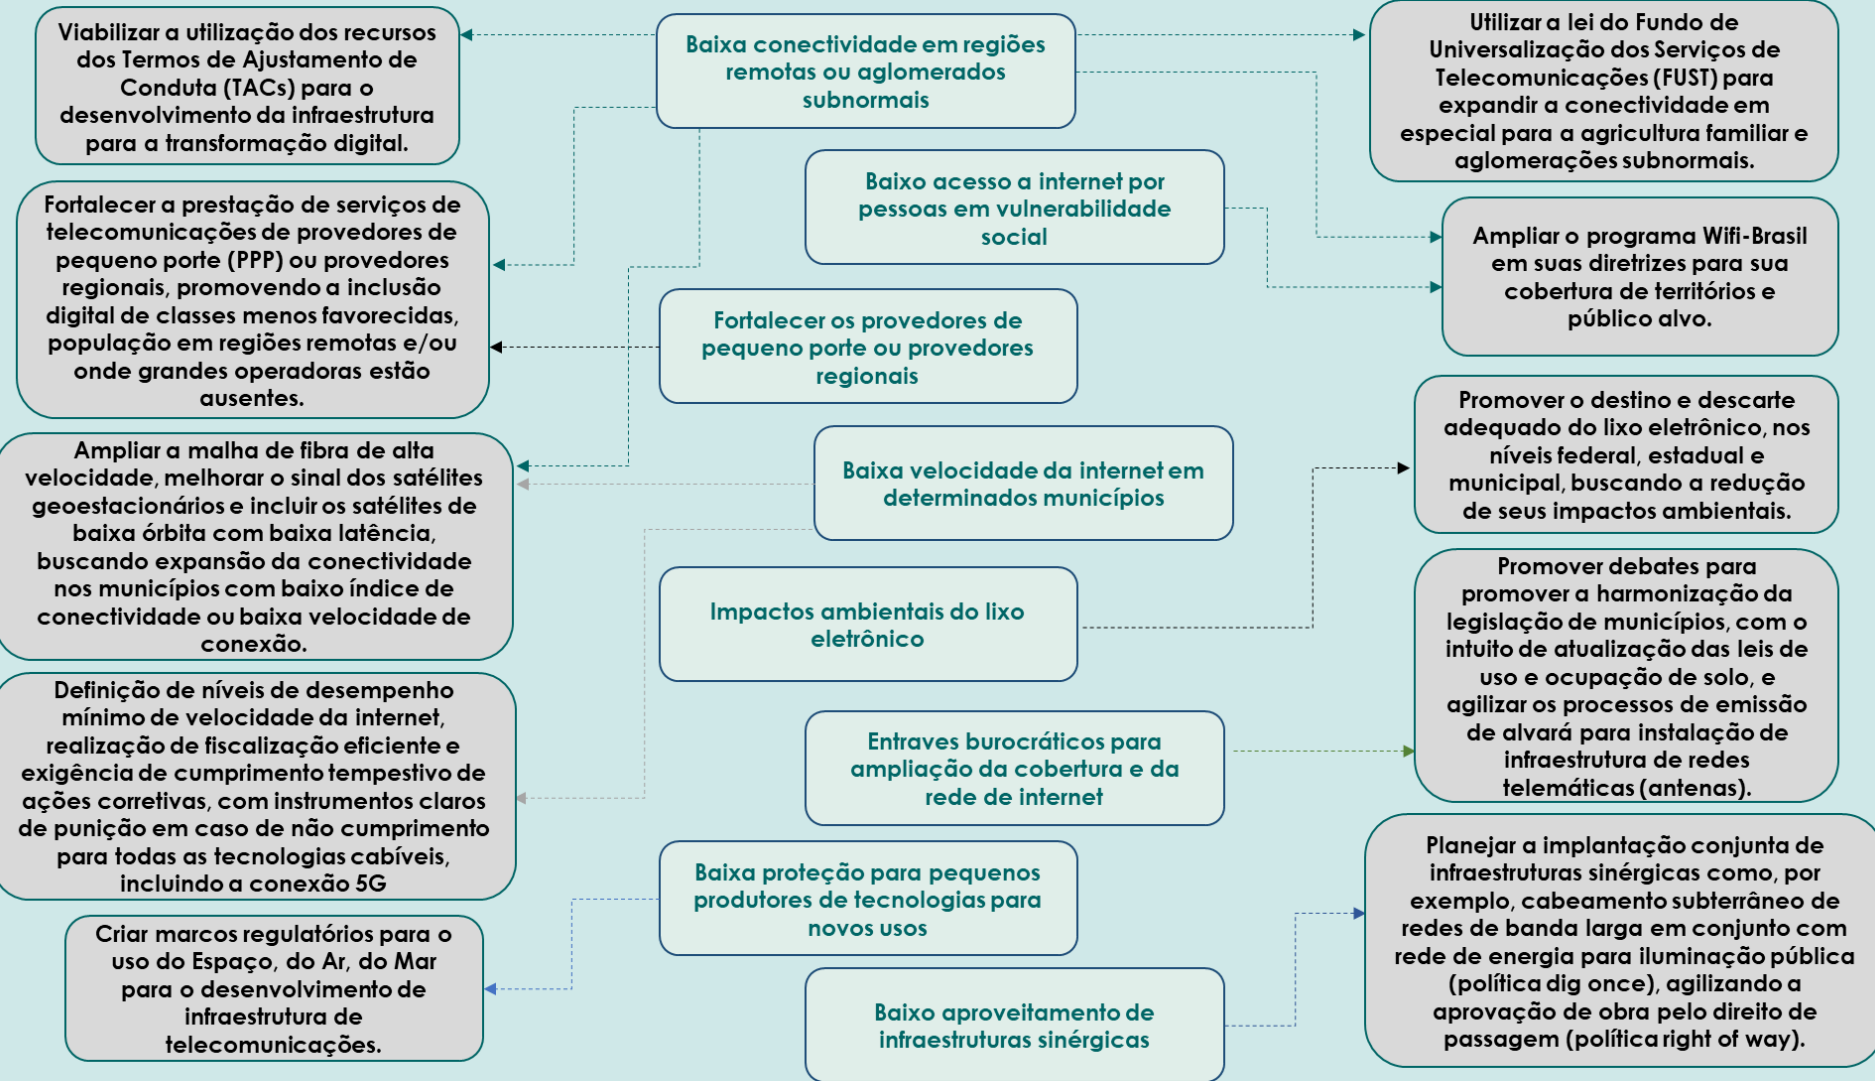 Viabilizar a utilização dos recursos
dos Termos de Ajustamento de
Conduta (TACs) para o
desenvolvimento da infraestrutura
para a transformação digital.
Fortalecer a prestação de serviços de
telecomunicações de provedores de
pequeno porte (PPP) ou provedores
regionais, promovendo a inclusão
digital de classes menos favorecidas,
população em regiões remotas e/ou
onde grandes operadoras estão
ausentes.
Ampliar a malha de fibra de alta
velocidade, melhorar o sinal dos satélites
geoestacionários e incluir os satélites de
baixa órbita com baixa latência,
buscando expansão da conectividade
nos municípios com baixo índice de
conectividade ou baixa velocidade de
conexão.
Definição de níveis de desempenho
mínimo de velocidade da internet,
realização de fiscalização eficiente e
exigência de cumprimento tempestivo de
ações corretivas, com instrumentos claros
de punição em caso de não cumprimento
para todas as tecnologias cabíveis,
incluindo a conexão 5G
Criar marcos regulatórios para o
uso do Espaço, do Ar, do Mar
para o desenvolvimento de
infraestrutura de
telecomunicações.
Baixa conectividade em regiões
remotas ou aglomerados
subnormais
Baixo acesso a internet por
pessoas em vulnerabilidade
social
Fortalecer os provedores de
pequeno porte ou provedores
regionais
Baixa velocidade da internet em
determinados municípios
Impactos ambientais do lixo
eletrônico
Entraves burocráticos para
ampliação da cobertura e da
rede de internet
Baixa proteção para pequenos
produtores de tecnologias para
novos usos
Baixo aproveitamento de
infraestruturas sinérgicas
Utilizar a lei do Fundo de
Universalização dos Serviços de
Telecomunicações (FUST) para
expandir a conectividade em
especial para a agricultura familiar e
aglomerações subnormais.
Ampliar o programa Wifi-Brasil
em suas diretrizes para sua
cobertura de territórios e
público alvo.
Promover o destino e descarte
adequado do lixo eletrônico, nos
níveis federal, estadual e
municipal, buscando a redução
de seus impactos ambientais.
Promover debates para
promover a harmonização da
legislação de municípios, com o
intuito de atualização das leis de
uso e ocupação de solo, e
agilizar os processos de emissão
de alvará para instalação de
infraestrutura de redes
telemáticas (antenas).
Planejar a implantação conjunta de
infraestruturas sinérgicas como, por
exemplo, cabeamento subterrâneo de
redes de banda larga em conjunto com
rede de energia para iluminação pública
(política dig once), agilizando a
aprovação de obra pelo direito de
passagem (política right of way).